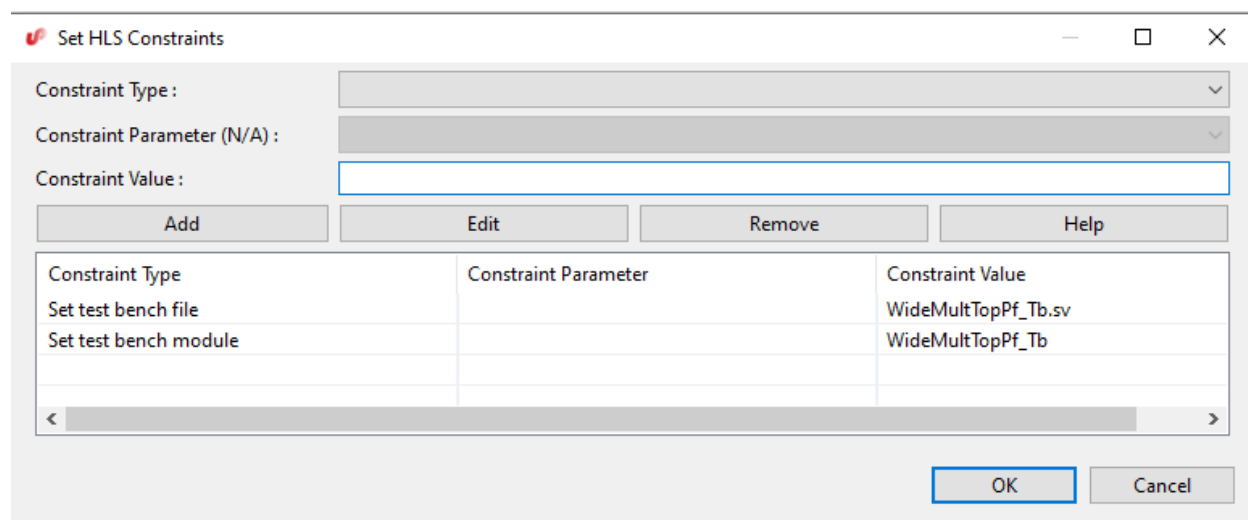 Set HLS Constraints
Constraint Type :
Constraint Parameter (N/A) :
Constraint Value :
Add Edit Remove Help
Constraint Type Constraint Parameter Constraint Value
Set test bench file WideMultTopPf_Tb.sv
Set test bench module WideMultTopPf_Tb
OK Cancel